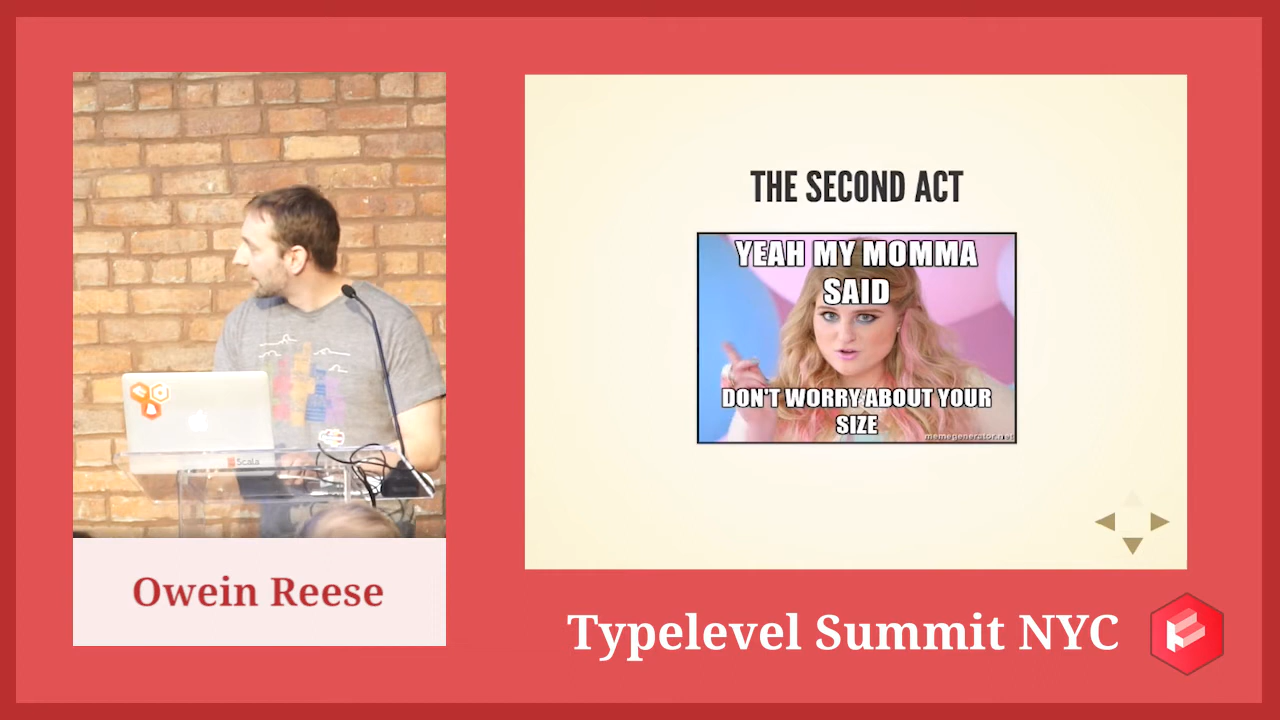 THE SECOND ACT
YEAH MY MOMMA
SAID
DON'T WORRY ABOUT YOUR
SIZE
memegenerator.net
Scala
Owein Reese
Typelevel Summit NYC